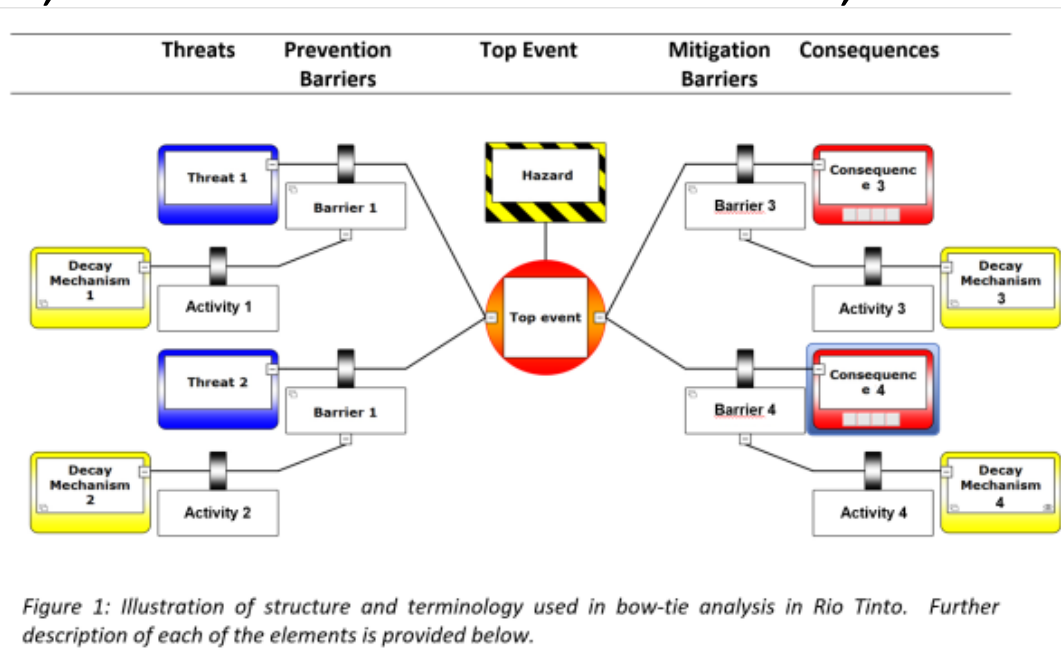 Threats
Prevention
Barriers
Top Event
Mitigation
Barriers
Consequences
Threat 1
Barrier 1
Hazard
Barrier 3
Consequenc
e 3
Decay
Mechanism
1
Activity 1
Top event
Activity 3
Decay
Mechanism
3
Threat 2
Barrier 1
Barrier 4
Consequenc
e 4
Decay
Mechanism
2
Activity 2
Activity 4
Decay
Mechanism
4
Figure 1: Illustration of structure and terminology used in bow-tie analysis in Rio Tinto. Further
description of each of the elements is provided below.